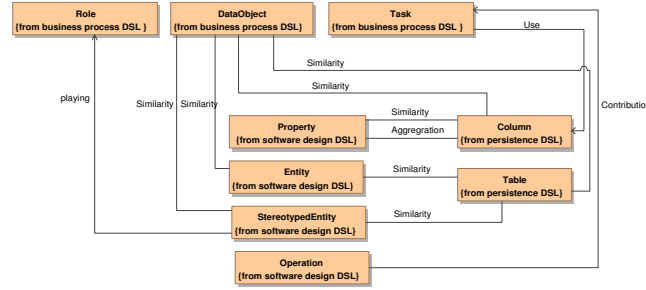 Role
{from business process DSL }
DataObject
{from business process DSL }
Task
{from business process DSL }
Use
Similarity
Similarity
playing
Similarity
Similarity
Contributio
Property
{from software design DSL}
Similarity
Aggregration
Column
{from persistence DSL}
Entity
{from software design DSL}
Similarity
Table
{from persistence DSL}
StereotypedEntity
{from software design DSL}
Similarity
Operation
{from software design DSL}